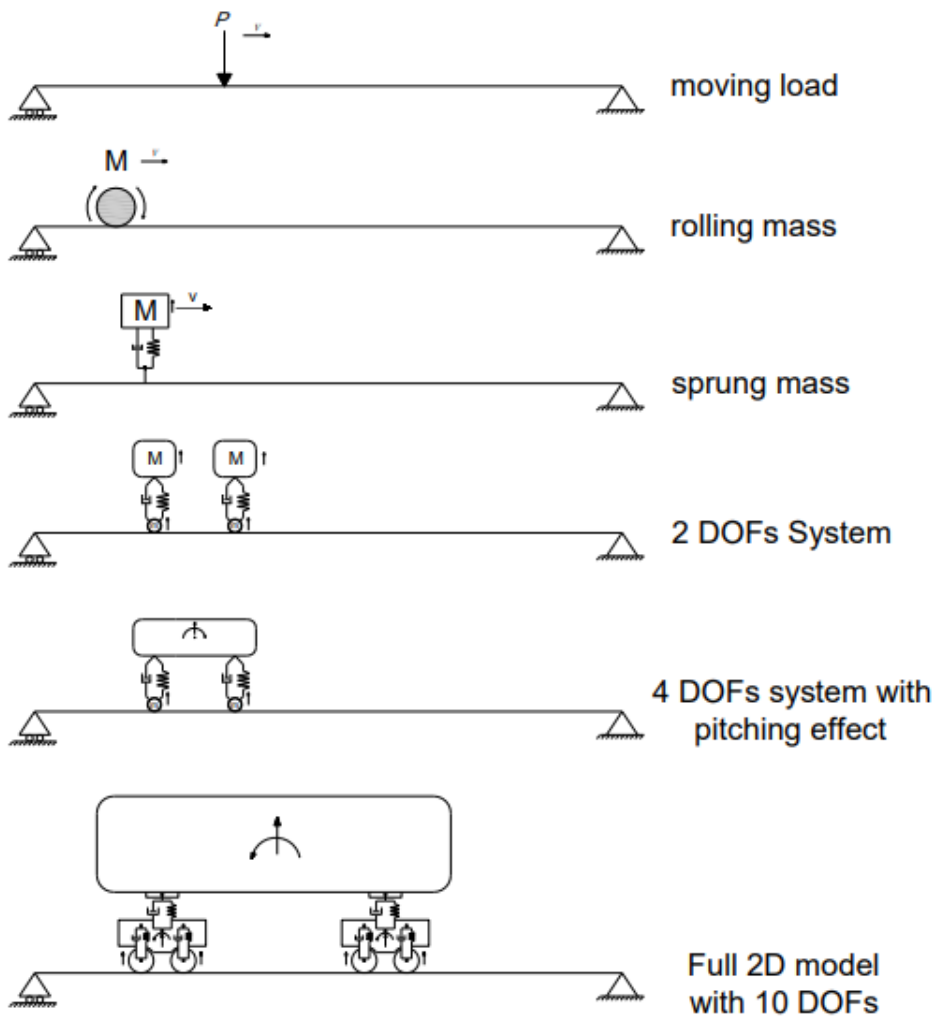 P v
moving load
M v
rolling mass
M v
sprung mass
M M
2 DOFs System
4 DOFs system with
pitching effect
Full 2D model
with 10 DOFs